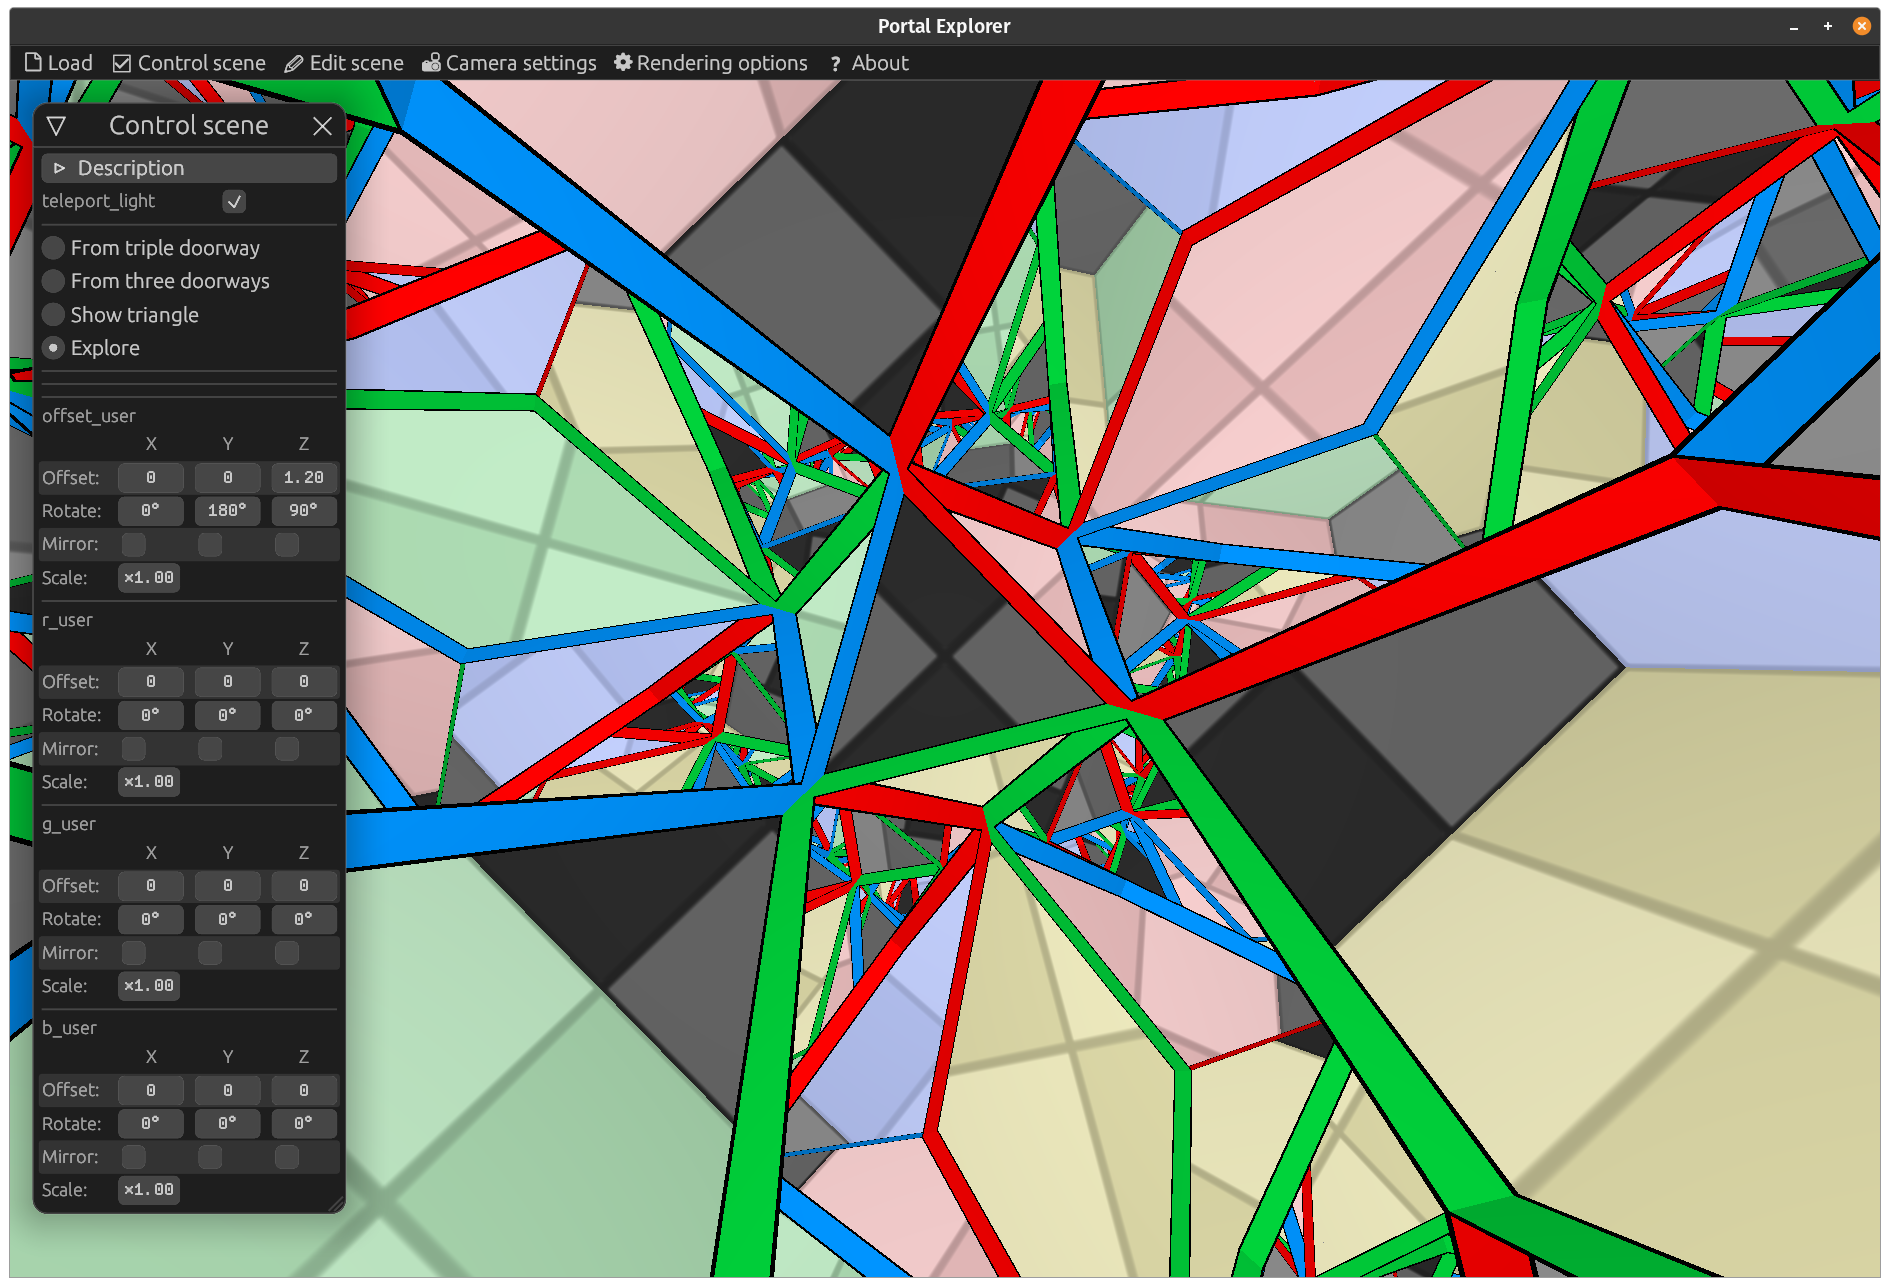 Portal Explorer
Load Control scene Edit scene Camera settings Rendering options ? About
Control scene
Description
teleport_light
From triple doorway
From three doorways
Show triangle
Explore
offset_user
X Y Z
Offset: 0 0 1.20
Rotate: 0° 180° 90°
Mirror:
Scale: ×1.00
r_user
X Y Z
Offset: 0 0 0
Rotate: 0° 0° 0°
Mirror:
Scale: ×1.00
g_user
X Y Z
Offset: 0 0 0
Rotate: 0° 0° 0°
Mirror:
Scale: ×1.00
b_user
X Y Z
Offset: 0 0 0
Rotate: 0° 0° 0°
Mirror:
Scale: ×1.00